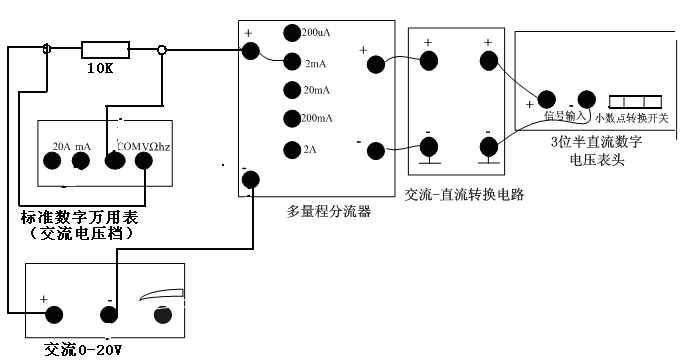 10K
20A mA COM VΩhz
标准数字万用表
（交流电压档）
+ -
交流0-20V
+
-
200uA
2mA
20mA
200mA
2A
+
-
多量程分流器
+ +
- -
交流-直流转换电路
+ -
信号输入 小数点转换开关
3位半直流数字
电压表头